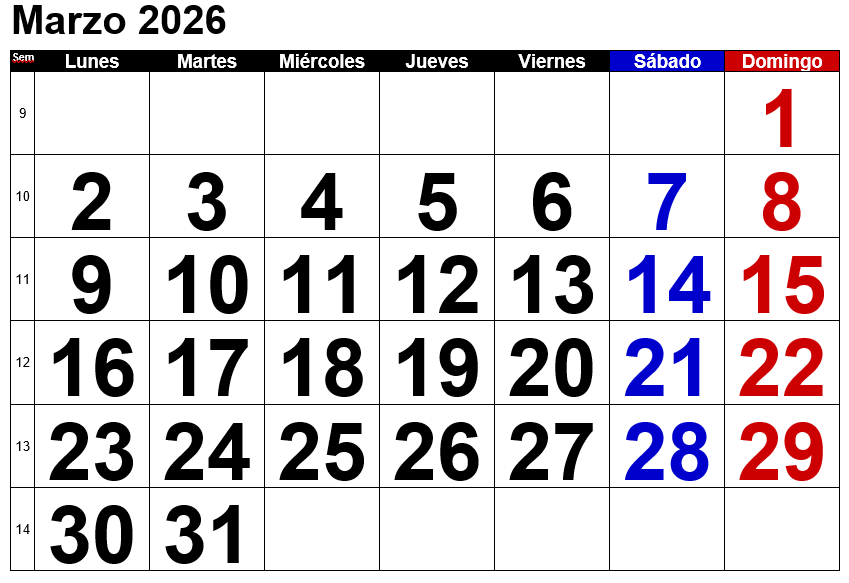 Marzo 2026
Sem Lunes Martes Miércoles Jueves Viernes Sábado Domingo
9 1
10 2 3 4 5 6 7 8
11 9 10 11 12 13 14 15
12 16 17 18 19 20 21 22
13 23 24 25 26 27 28 29
14 30 31